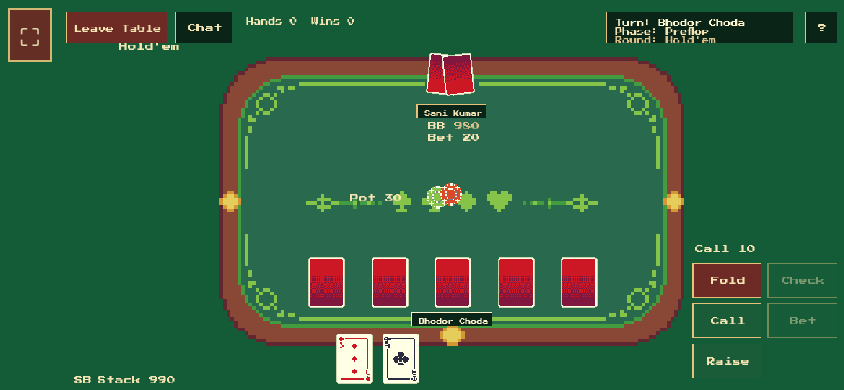 Leave Table
Chat
Hands 0 Wins 0
Turn: Bhodor Choda
Phase: Preflop
Round: Hold'em
?
Hold'em
Sani Kumar
BB 980
Bet 20
Pot 30
Call 10
Fold
Check
Bhodor Choda
Call
Bet
Raise
SB Stack 990